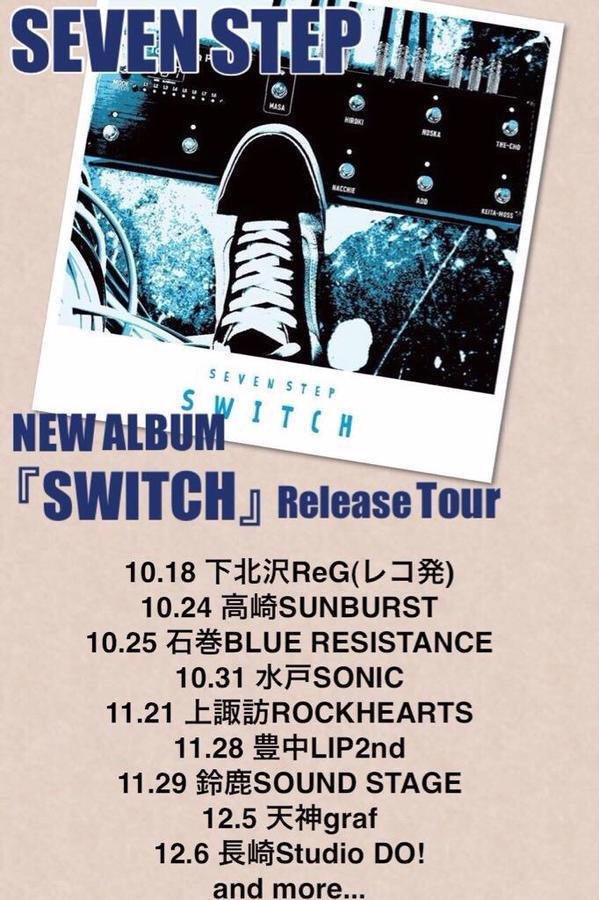 SEVEN STEP
MODE
MASA
HIROKI
NOSKA
THE-CHO
NACCHIE
ADD
KEITA-MOSS
SEVEN STEP
SWITCH
NEW ALBUM
『SWITCH』Release Tour
10.18 下北沢ReG(レコ発)
10.24 高崎SUNBURST
10.25 石巻BLUE RESISTANCE
10.31 水戸SONIC
11.21 上諏訪ROCKHEARTS
11.28 豊中LIP2nd
11.29 鈴鹿SOUND STAGE
12.5 天神graf
12.6 長崎Studio DO!
and more...